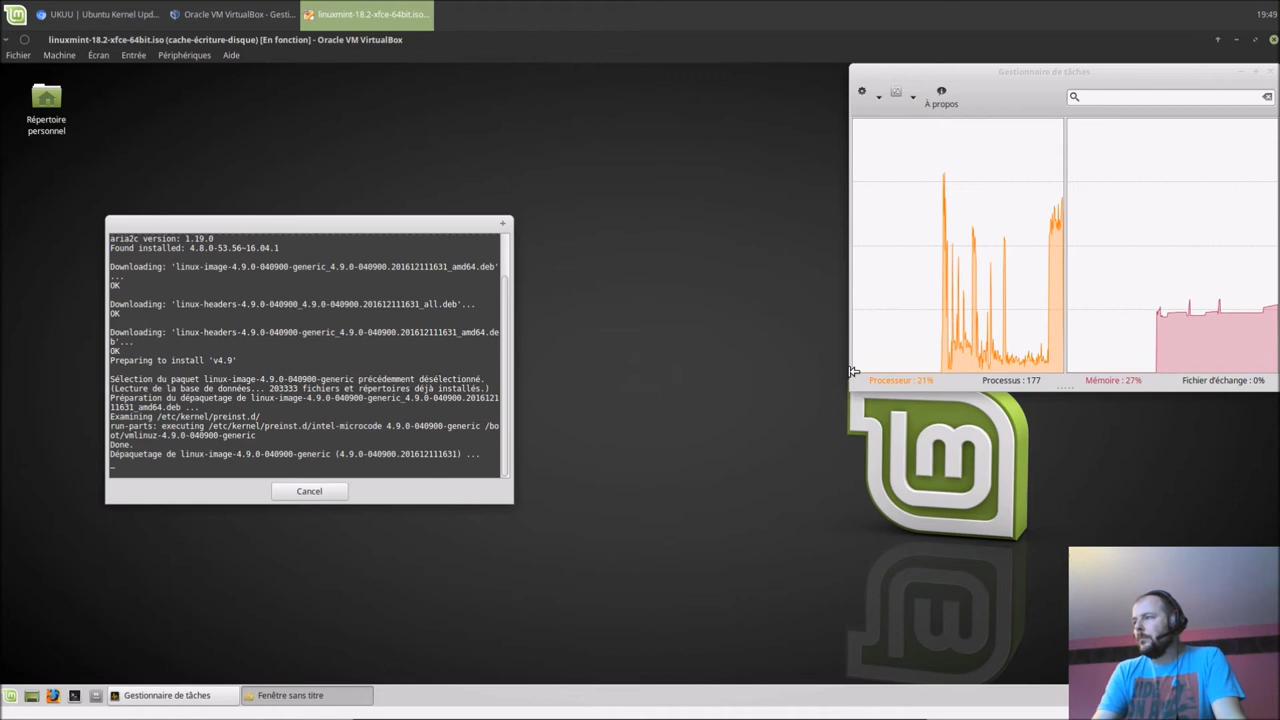 UKUU | Ubuntu Kernel Upd...
Oracle VM VirtualBox - Gesti...
linuxmint-18.2-xfce-64bit.iso...
19:49
linuxmint-18.2-xfce-64bit.iso (cache-écriture-disque) [En fonction] - Oracle VM VirtualBox
Fichier Machine Écran Entrée Périphériques Aide
Répertoire
personnel
Gestionnaire de tâches
À propos
Processeur : 21% Processus : 177 Mémoire : 27% Fichier d'échange : 0%
aria2c version: 1.19.0
Found installed: 4.8.0-53.56~16.04.1
Downloading: 'linux-image-4.9.0-040900-generic_4.9.0-040900.201612111631_amd64.deb'
...
OK
Downloading: 'linux-headers-4.9.0-040900_4.9.0-040900.201612111631_all.deb'...
OK
Downloading: 'linux-headers-4.9.0-040900-generic_4.9.0-040900.201612111631_amd64.de
b'...
OK
Preparing to install 'v4.9'
Sélection du paquet linux-image-4.9.0-040900-generic précédemment désélectionné.
(Lecture de la base de données... 203333 fichiers et répertoires déjà installés.)
Préparation du dépaquetage de linux-image-4.9.0-040900-generic_4.9.0-040900.2016121
11631_amd64.deb ...
Examining /etc/kernel/preinst.d/
run-parts: executing /etc/kernel/preinst.d/intel-microcode 4.9.0-040900-generic /bo
ot/vmlinuz-4.9.0-040900-generic
Done.
Dépaquetage de linux-image-4.9.0-040900-generic (4.9.0-040900.201612111631) ...
Cancel
Gestionnaire de tâches
Fenêtre sans titre